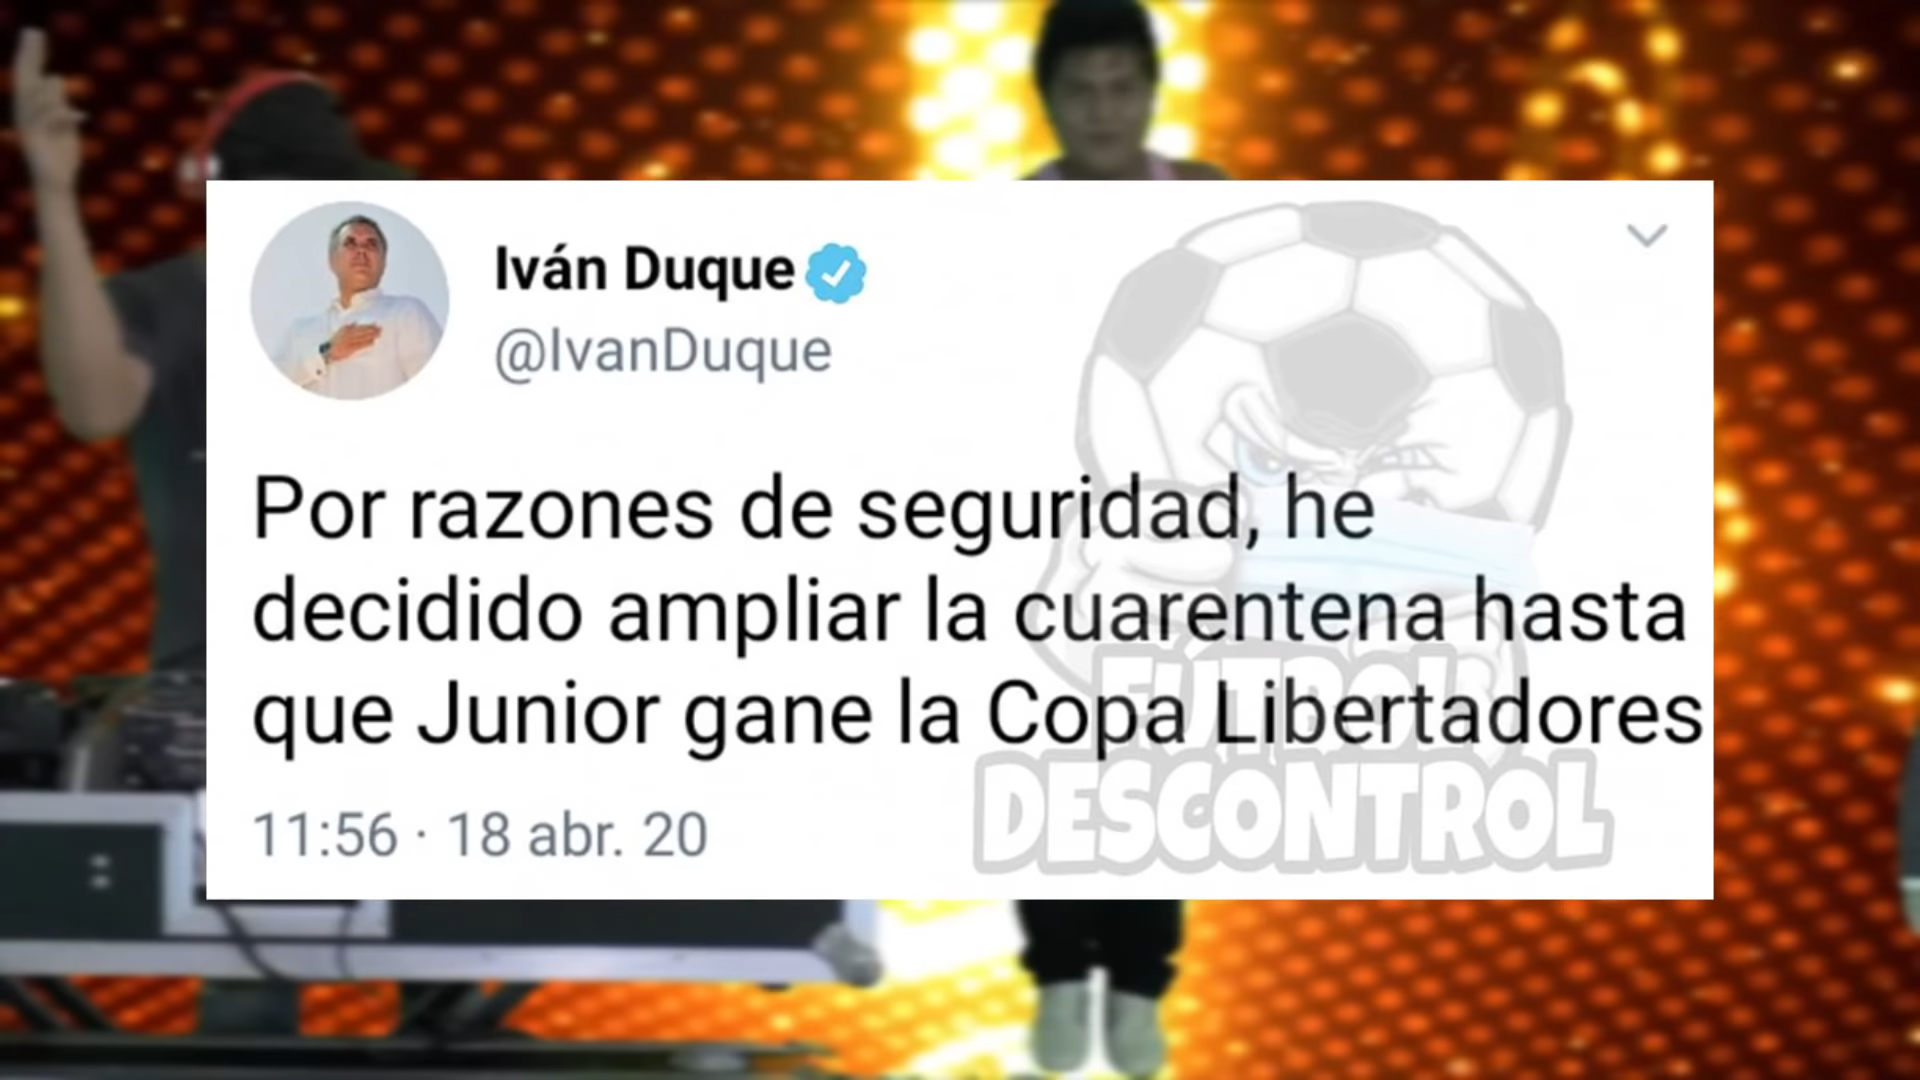 Iván Duque
@IvanDuque
Por razones de seguridad, he
decidido ampliar la cuarentena hasta
que Junior gane la Copa Libertadores
11:56 · 18 abr. 20
FÚTBOL
DESCONTROL